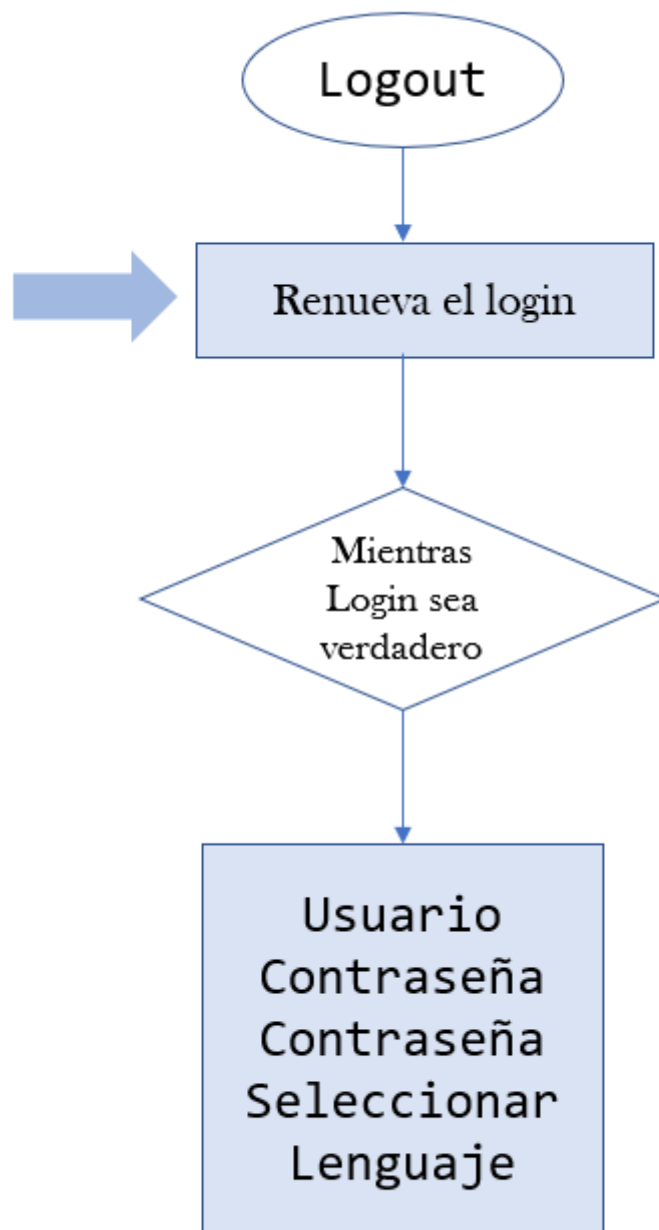 Logout
Renueva el login
Mientras
Login sea
verdadero
Usuario
Contraseña
Contraseña
Seleccionar
Lenguaje